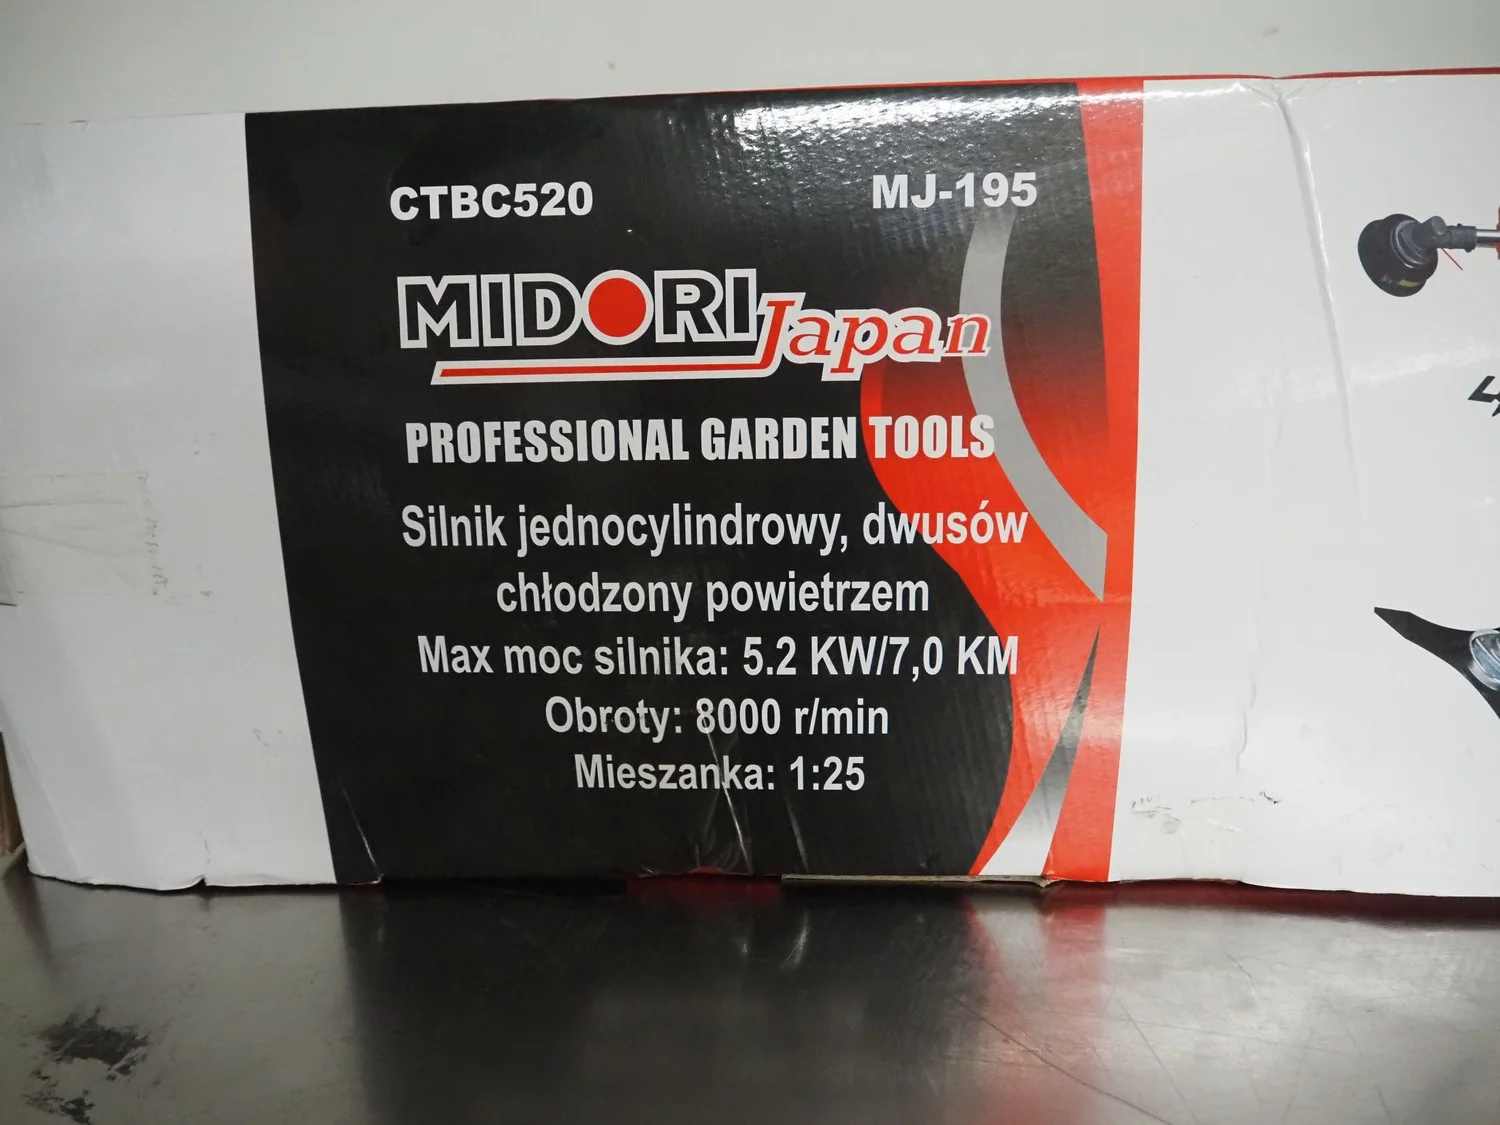 CTBC520 MJ-195
MIDORI Japan
PROFESSIONAL GARDEN TOOLS
Silnik jednocylindrowy, dwusów
chłodzony powietrzem
Max moc silnika: 5.2 KW/7,0 KM
Obroty: 8000 r/min
Mieszanka: 1:25